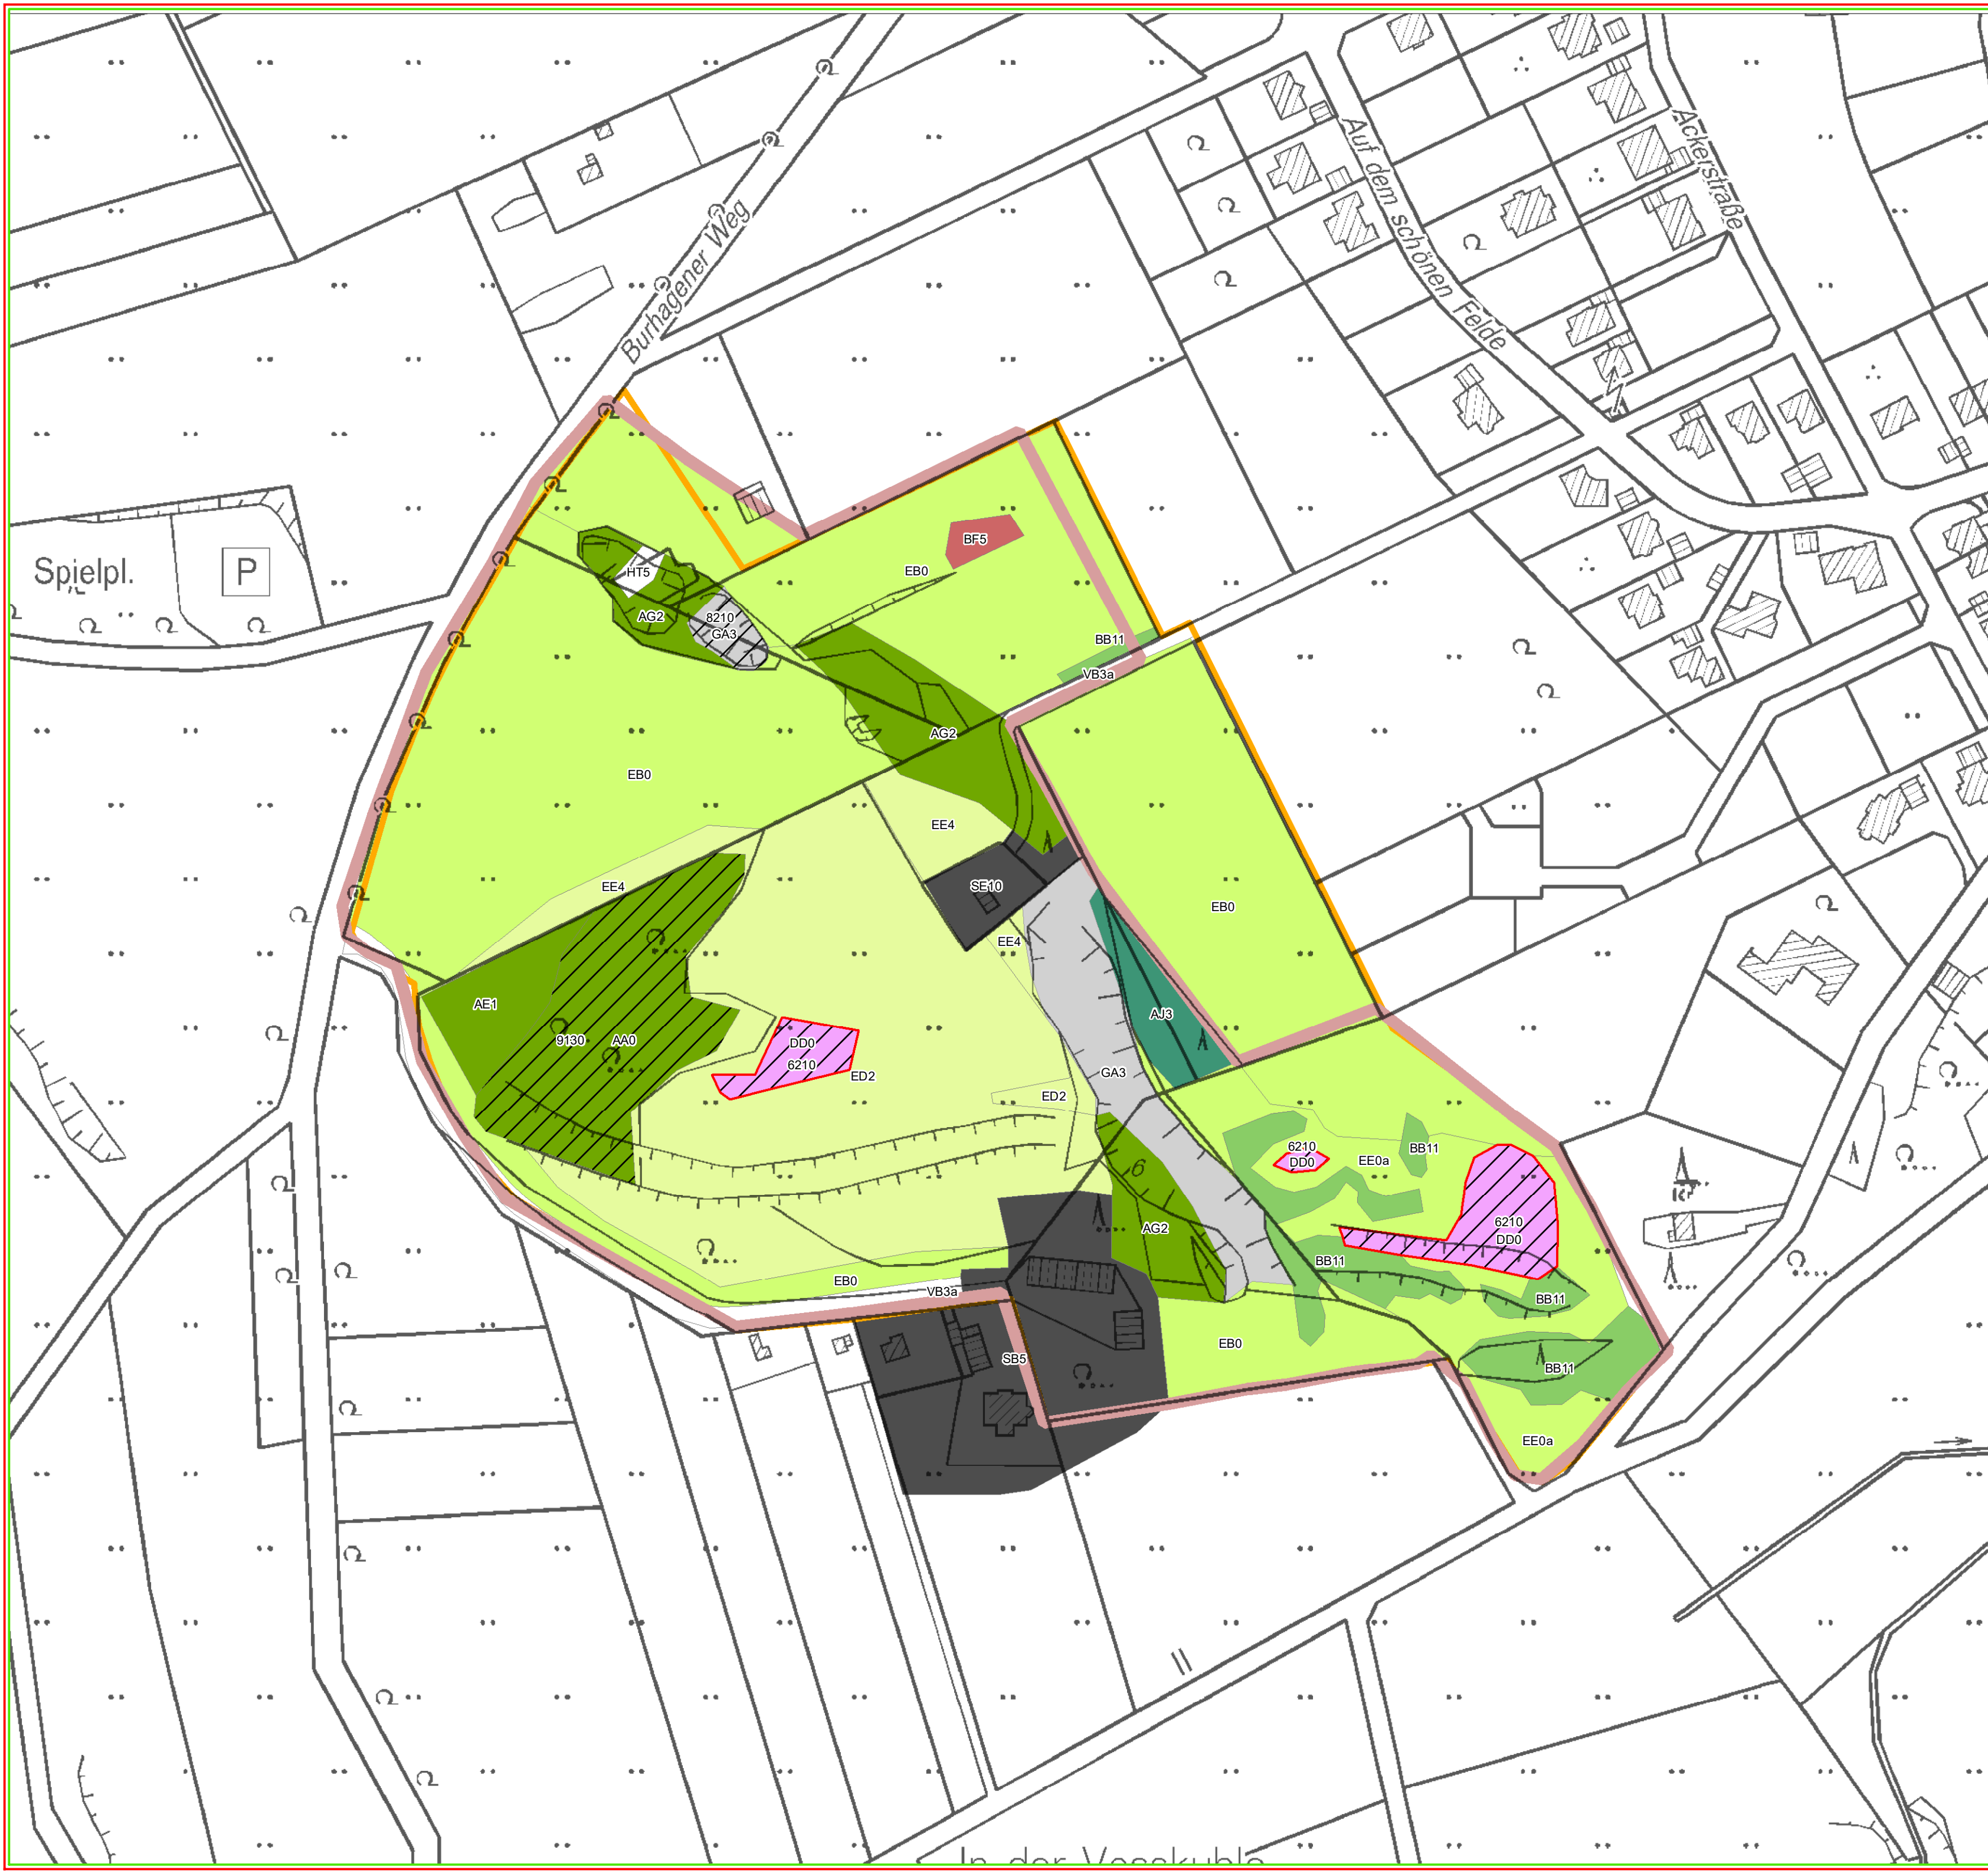 Auf dem schönen Felde
Ackerstraße
Burhagener Weg
Spielpl.
P
BF5
EB0
HT5
AG2
8210
GA3
BB11
VB3a
AG2
EB0
EE4
EE4
SE10
EB0
EE4
AE1
AJ3
9130
AA0
DD0
6210
ED2
GA3
ED2
6210
DD0
EE0a
BB11
6
AG2
6210
DD0
BB11
EB0
VB3a
BB11
EB0
SB5
BB11
EE0a